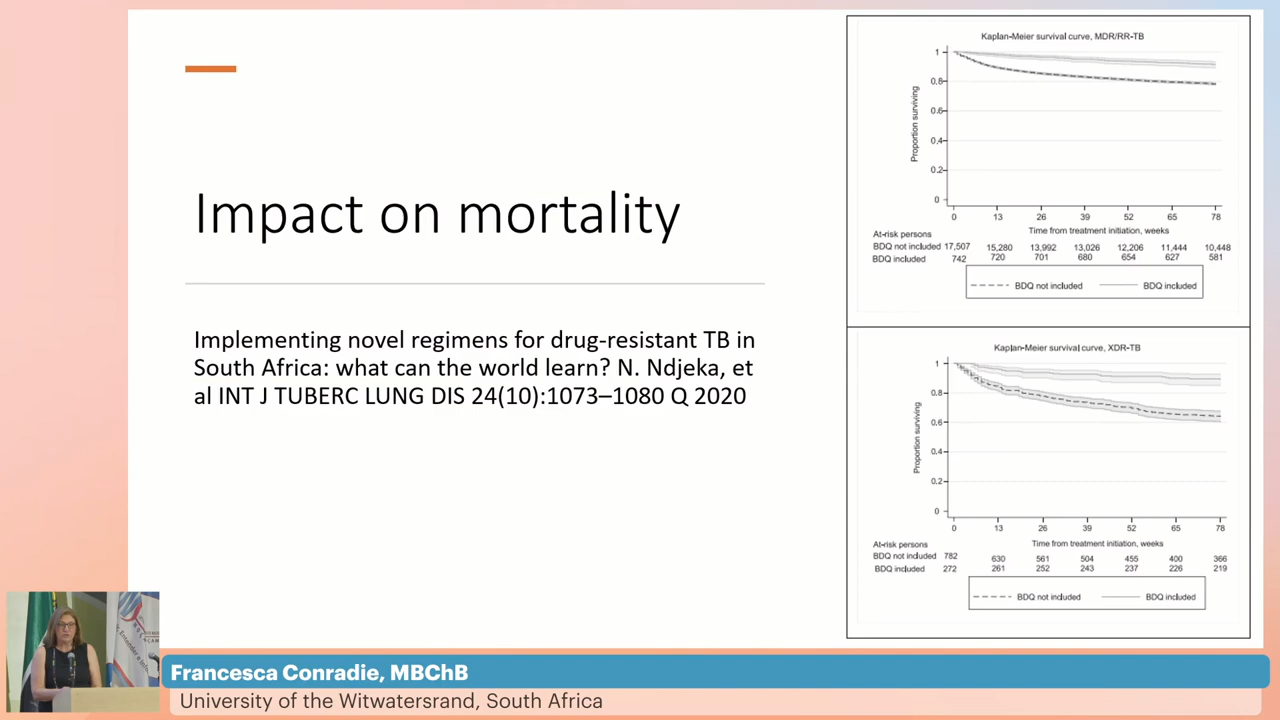 Impact on mortality
Implementing novel regimens for drug-resistant TB in
South Africa: what can the world learn? N. Ndjeka, et
al INT J TUBERC LUNG DIS 24(10):1073–1080 Q 2020
Kaplan-Meier survival curve, MDR/RR-TB
Proportion surviving
1
0.8
0.6
0.4
0.2
0
0 13 26 39 52 65 78
Time from treatment initiation, weeks
At-risk persons
BDQ not included 17,507 15,280 13,992 13,026 12,206 11,444 10,448
BDQ included 742 720 701 680 654 627 581
BDQ not included BDQ included
Kaplan-Meier survival curve, XDR-TB
Proportion surviving
1
0.8
0.6
0.4
0.2
0
0 13 26 39 52 65 78
Time from treatment initiation, weeks
At-risk persons
BDQ not included 782 630 561 504 455 400 366
BDQ included 272 261 252 243 237 226 219
BDQ not included BDQ included
Francesca Conradie, MBChB
University of the Witwatersrand, South Africa